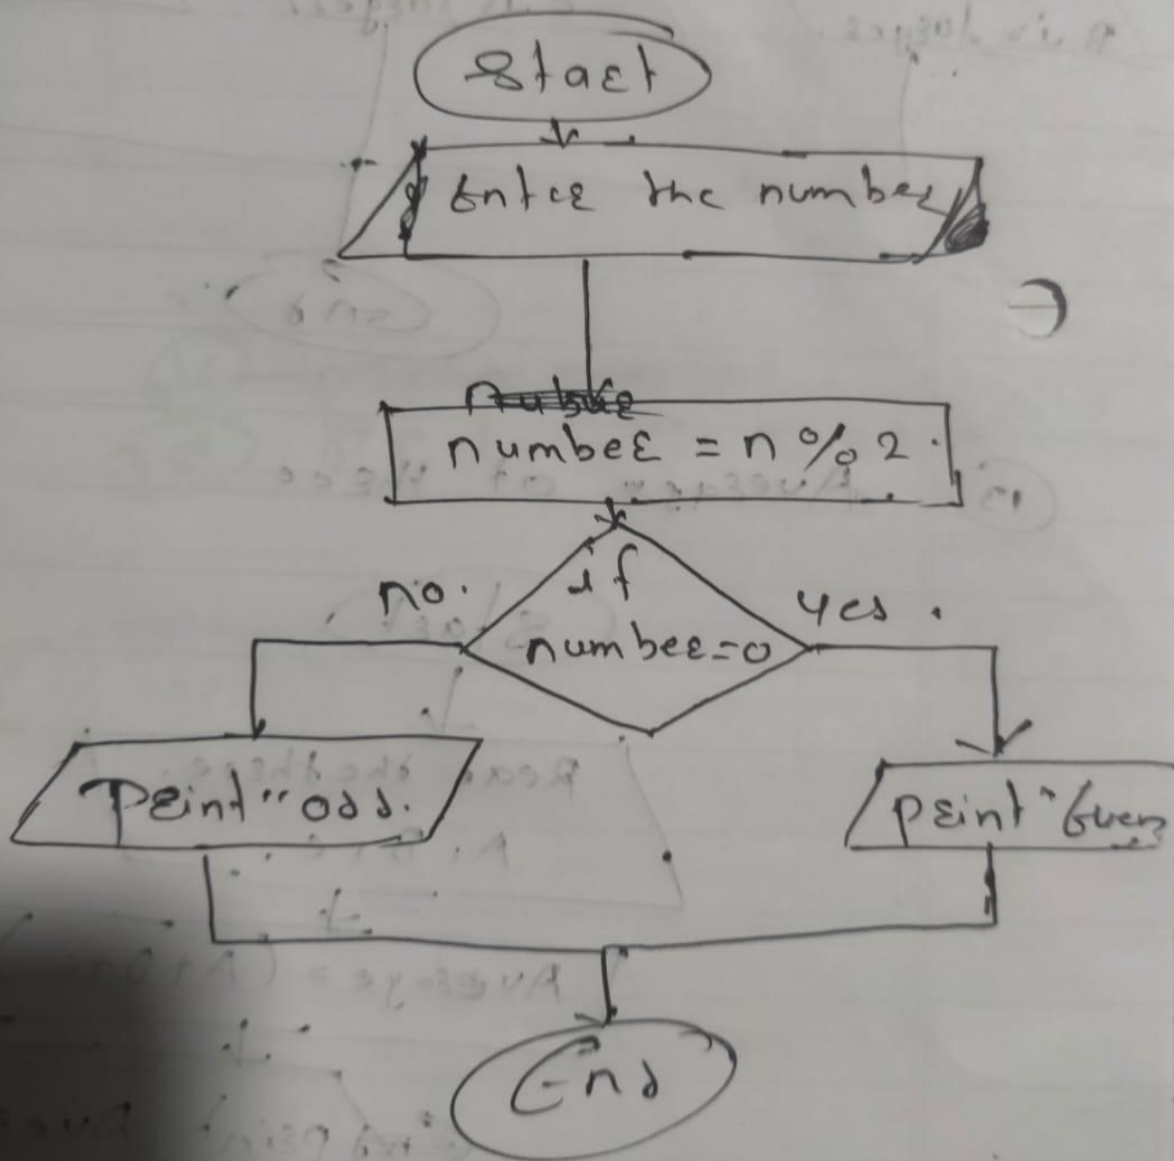 Start
Enter the number
number = n % 2.
if
no.
yes.
number=0
Print "odd.
print "Even
End